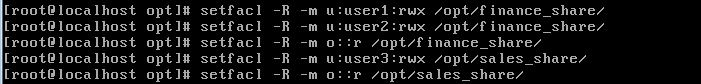 [root@localhost opt]# setfacl -R -m u:user1:rwx /opt/finance_share/
[root@localhost opt]# setfacl -R -m u:user2:rwx /opt/finance_share/
[root@localhost opt]# setfacl -R -m o::r /opt/finance_share/
[root@localhost opt]# setfacl -R -m u:user3:rwx /opt/sales_share/
[root@localhost opt]# setfacl -R -m o::r /opt/sales_share/